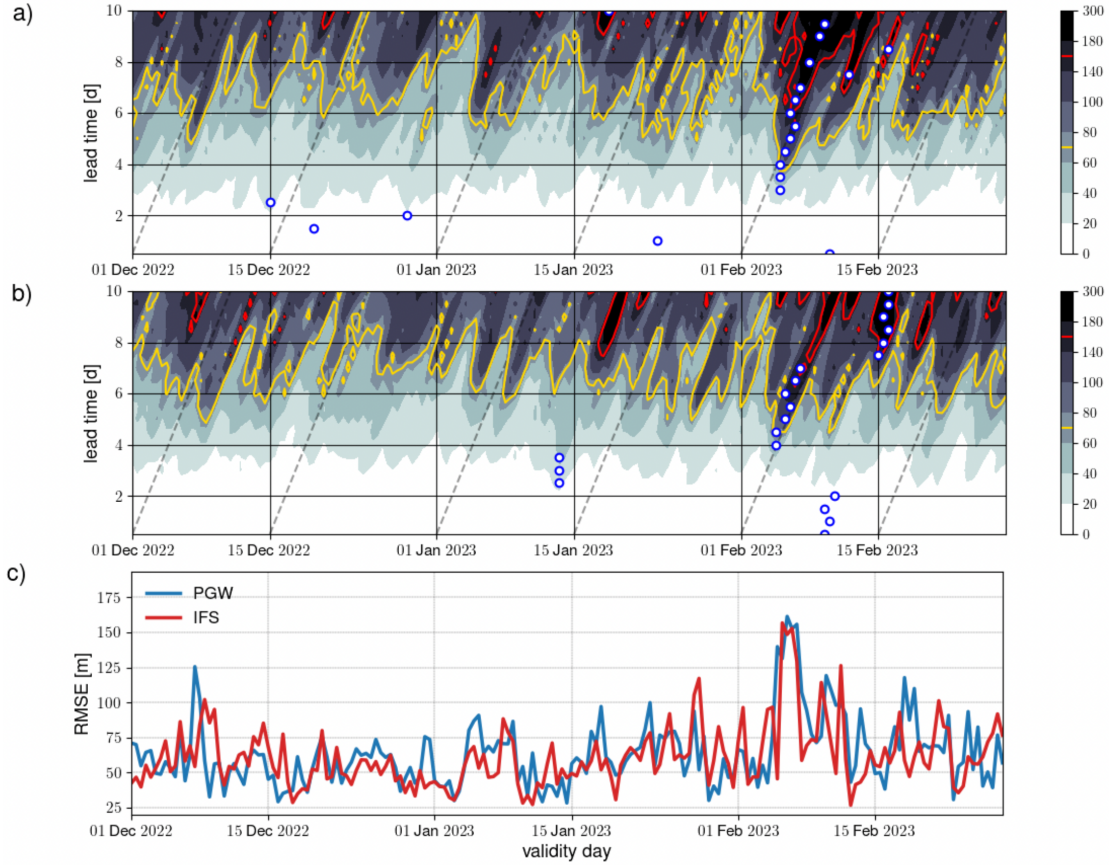 a)
10
8
6
4
2
lead time [d]
01 Dec 2022
15 Dec 2022
01 Jan 2023
15 Jan 2023
01 Feb 2023
15 Feb 2023
300
180
140
100
80
60
40
20
0
b)
10
8
6
4
2
lead time [d]
01 Dec 2022
15 Dec 2022
01 Jan 2023
15 Jan 2023
01 Feb 2023
15 Feb 2023
300
180
140
100
80
60
40
20
0
c)
PGW
IFS
175
150
125
100
75
50
25
RMSE [m]
01 Dec 2022
15 Dec 2022
01 Jan 2023
15 Jan 2023
01 Feb 2023
15 Feb 2023
validity day